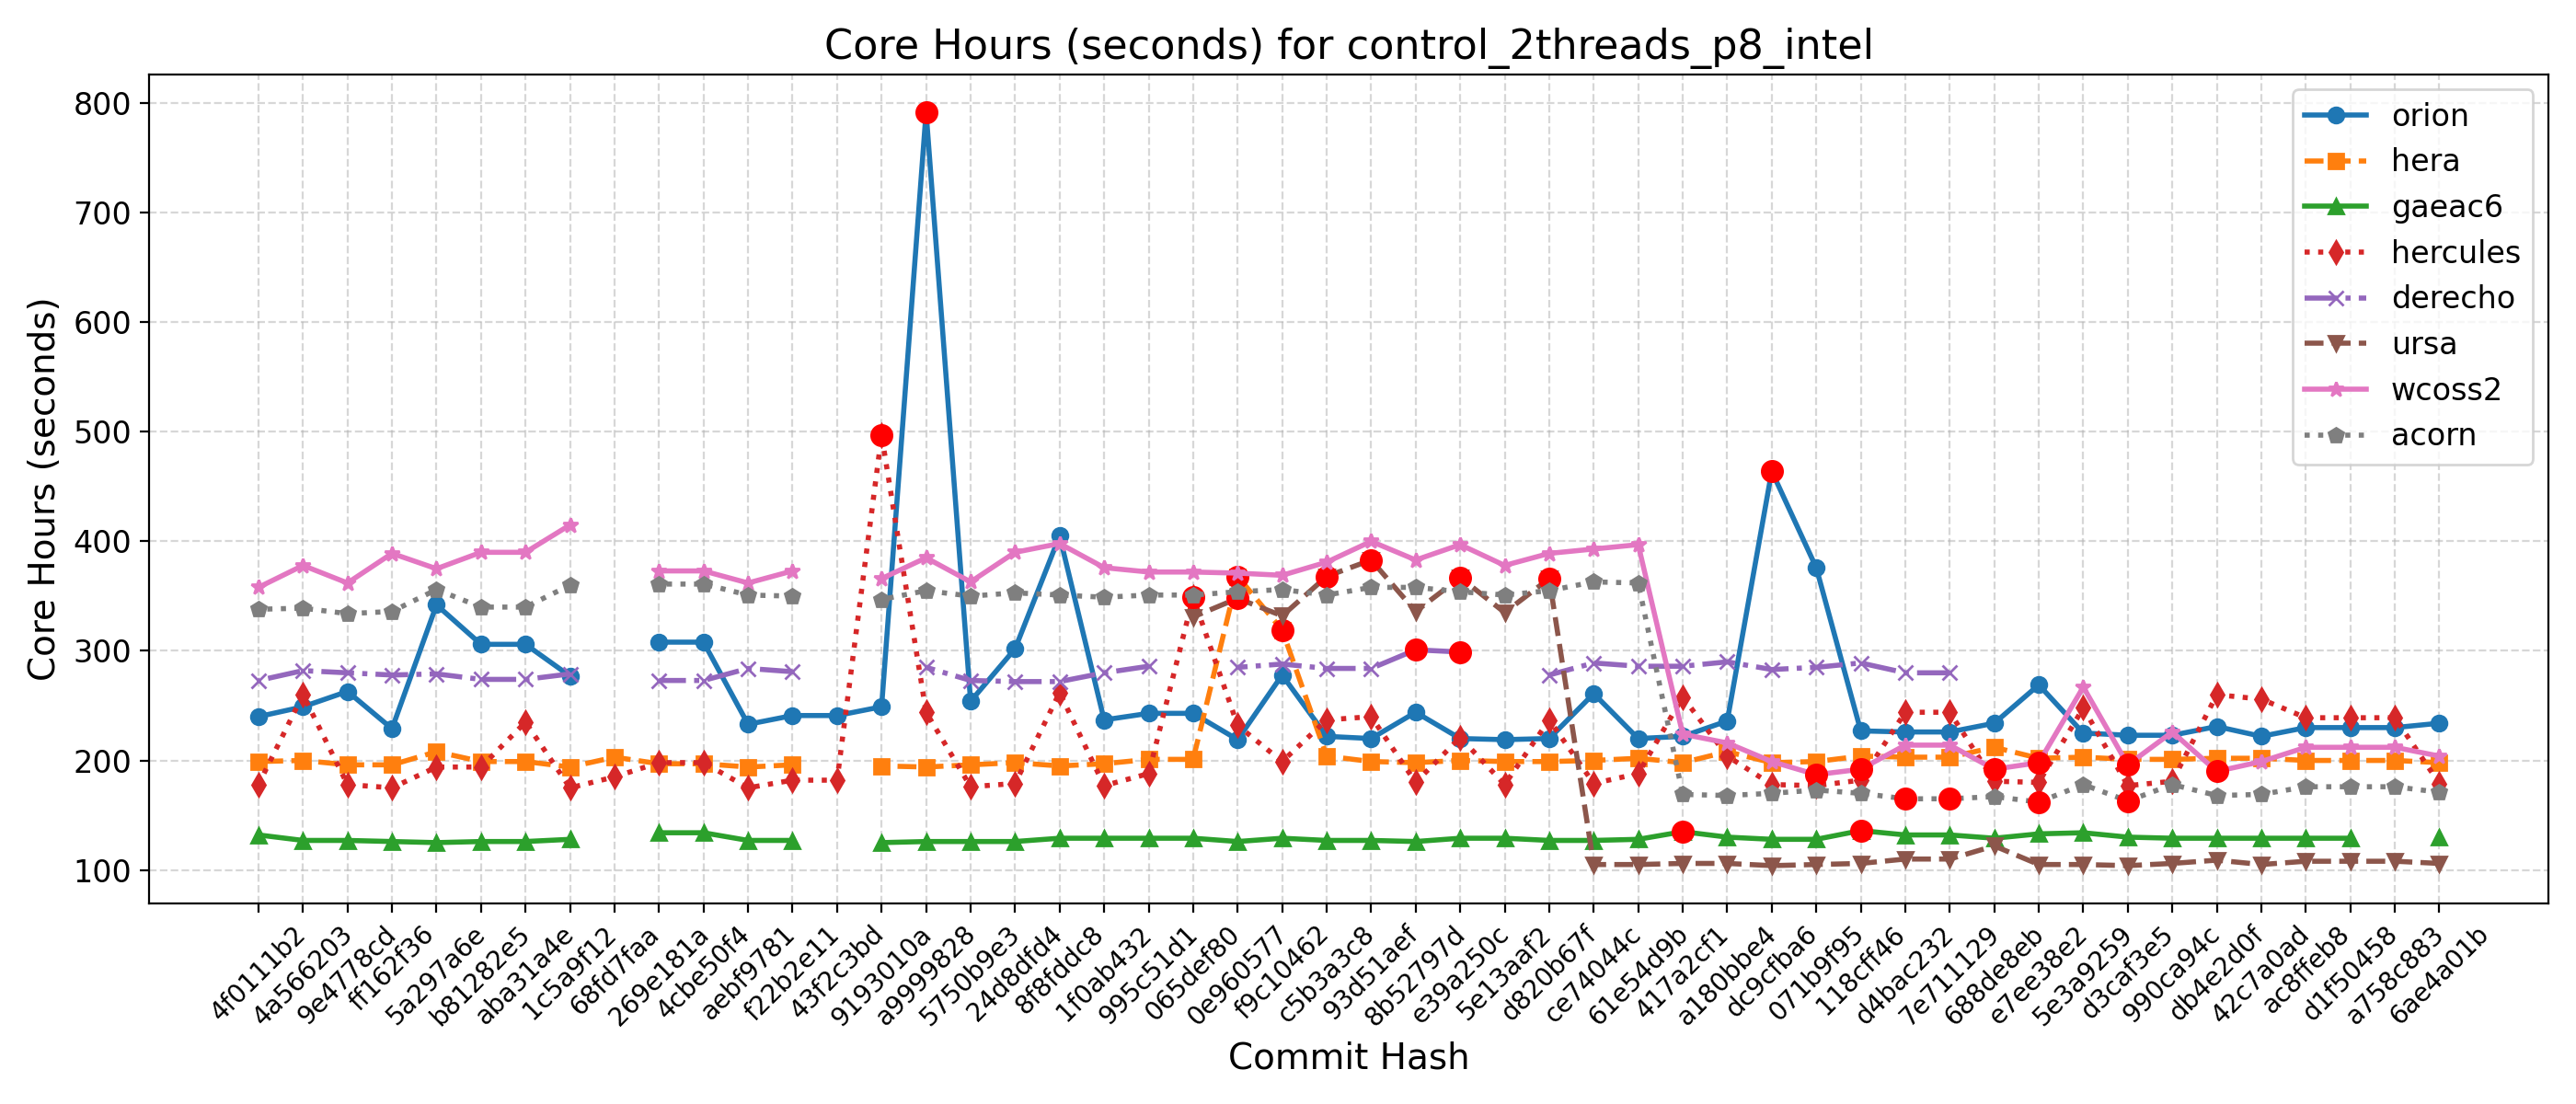 Core Hours (seconds) for control_2threads_p8_intel
Core Hours (seconds)
800
700
600
500
400
300
200
100
orion
hera
gaeac6
hercules
derecho
ursa
wcoss2
acorn
4f0111b2
4a566203
9e4778cd
ff162f36
5a297a6e
b81282e5
aba31a4e
1c5a9f12
68fd7faa
269e181a
4cbe50f4
aebf9781
f22b2e11
43f2c3bd
9193010a
a9999828
5750b9e3
24d8dfd4
8f8fddc8
1f0ab432
995c51d1
065def80
0e960577
f9c10462
c5b3a3c8
93d51aef
8b52797d
e39a250c
5e13aaf2
d820b67f
ce74044c
61e54d9b
417a2cf1
a180bbe4
dc9cfba6
071b9f95
118cff46
d4bac232
7e711129
688de8eb
e7ee38e2
5e3a9259
d3caf3e5
990ca94c
db4e2d0f
42c7a0ad
ac8ffeb8
d1f50458
a758c883
6ae4a01b
Commit Hash